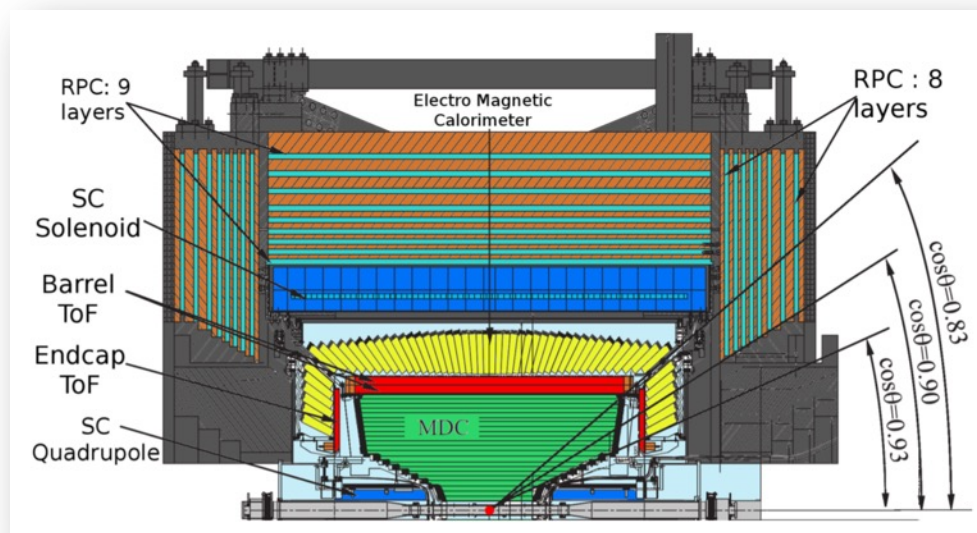 RPC: 9
layers
Electro Magnetic
Calorimeter
RPC : 8
layers
SC
Solenoid
Barrel
ToF
Endcap
ToF
SC
Quadrupole
MDC
cosθ=0.83
cosθ=0.90
cosθ=0.93